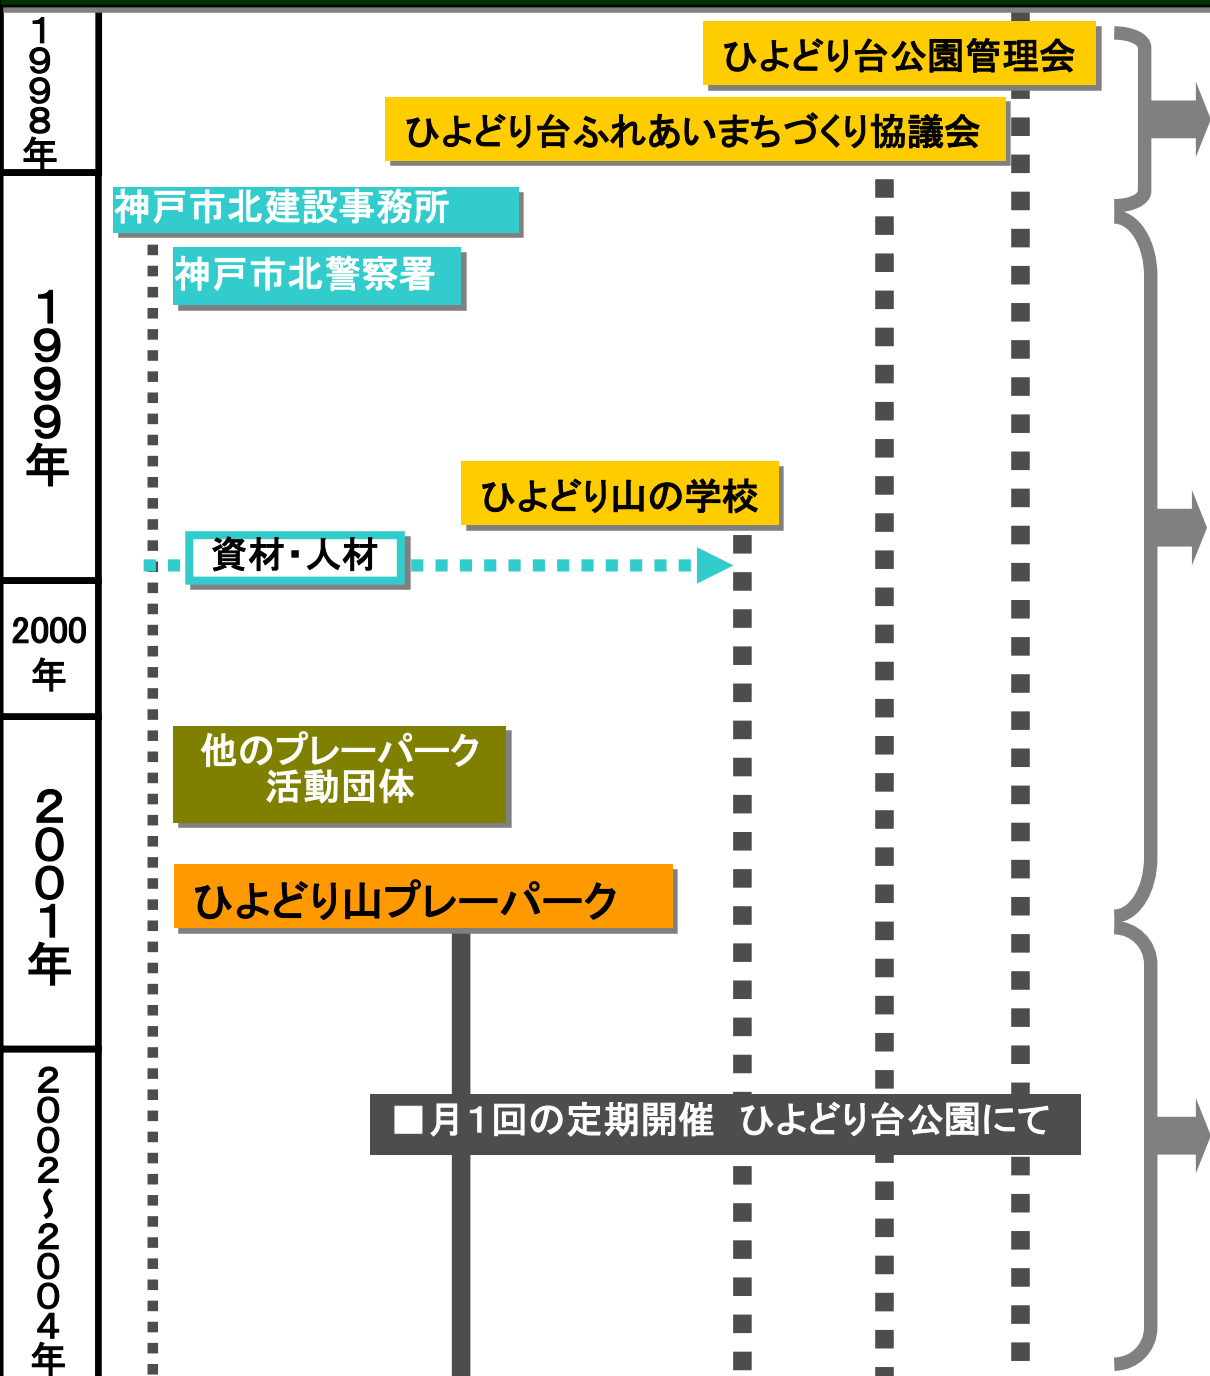 1998年
ひよどり台公園管理会
ひよどり台ふれあいまちづくり協議会
1999年
神戸市北建設事務所
神戸市北警察署
ひよどり山の学校
資材・人材
2000
年
2001年
他のプレーパーク
活動団体
ひよどり山プレーパーク
2002～2004年
■月1回の定期開催　ひよどり台公園にて